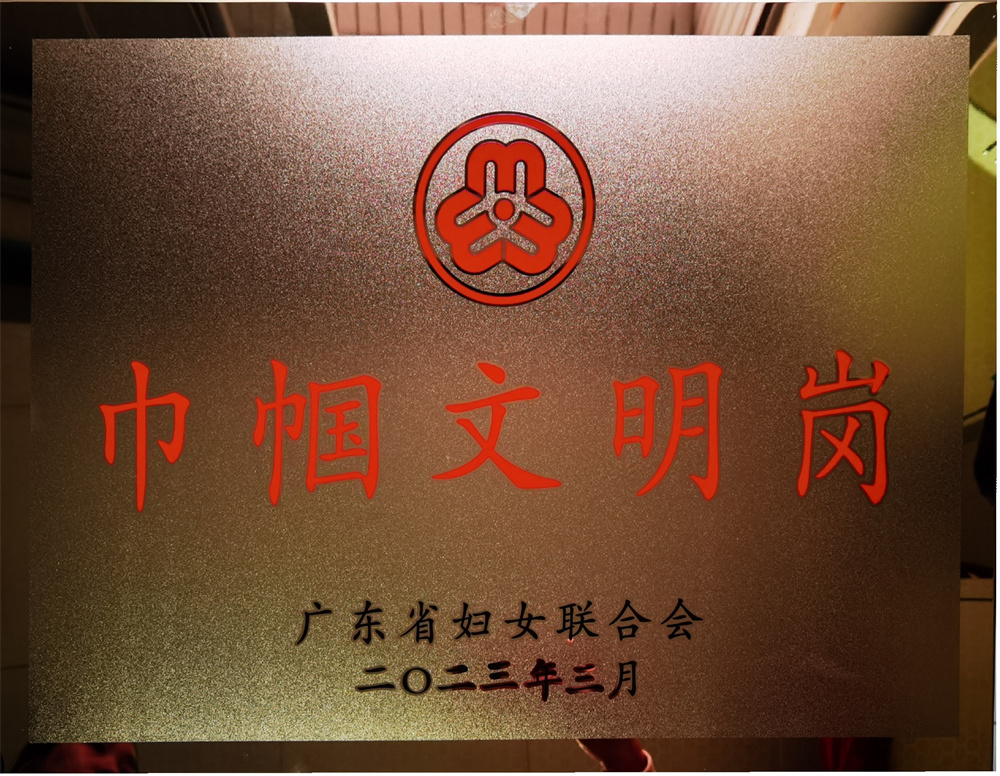 巾帼文明岗
广东省妇女联合会
二〇二三年三月